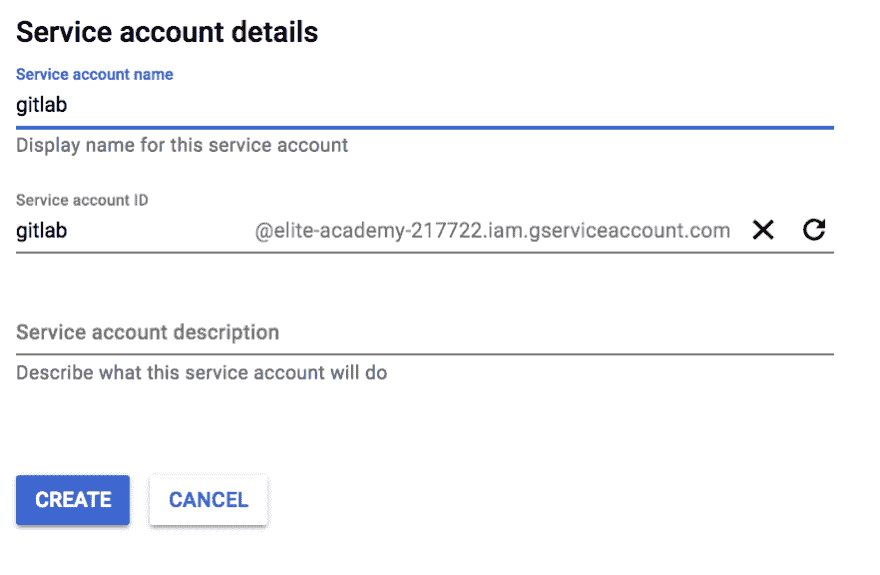 Service account details
Service account name
gitlab
Display name for this service account
Service account ID
gitlab @elite-academy-217722.iam.gserviceaccount.com
Service account description
Describe what this service account will do
CREATE CANCEL